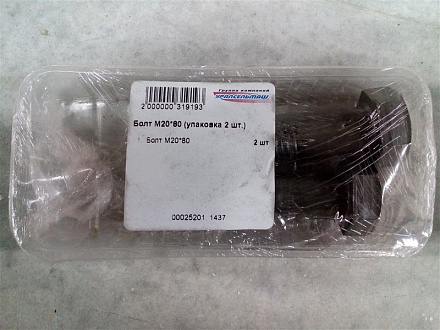 Группа компаний
УРАЛСЕЛЬМАШ
2 000000 319193
Болт М20*80 (упаковка 2 шт.)
Болт М20*80 2 шт
00025201 1437